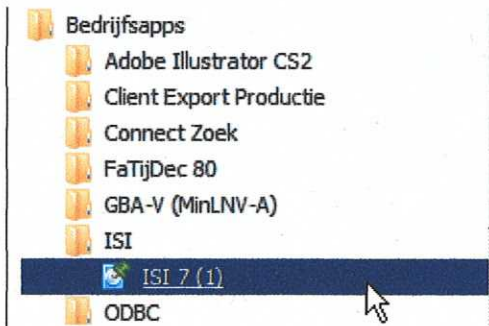 Bedrijfsapps
Adobe Illustrator CS2
Client Export Productie
Connect Zoek
FaTijDec 80
GBA-V (MinLNV-A)
ISI
ISI 7 (1)
ODBC